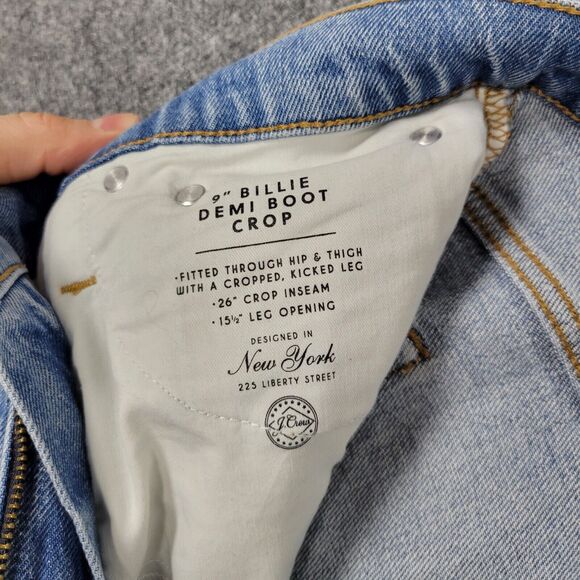 9" BILLIE
DEMI BOOT
CROP
•FITTED THROUGH HIP & THIGH
WITH A CROPPED, KICKED LEG
•26" CROP INSEAM
•15½" LEG OPENING
DESIGNED IN
New York
225 LIBERTY STREET
J.Crew